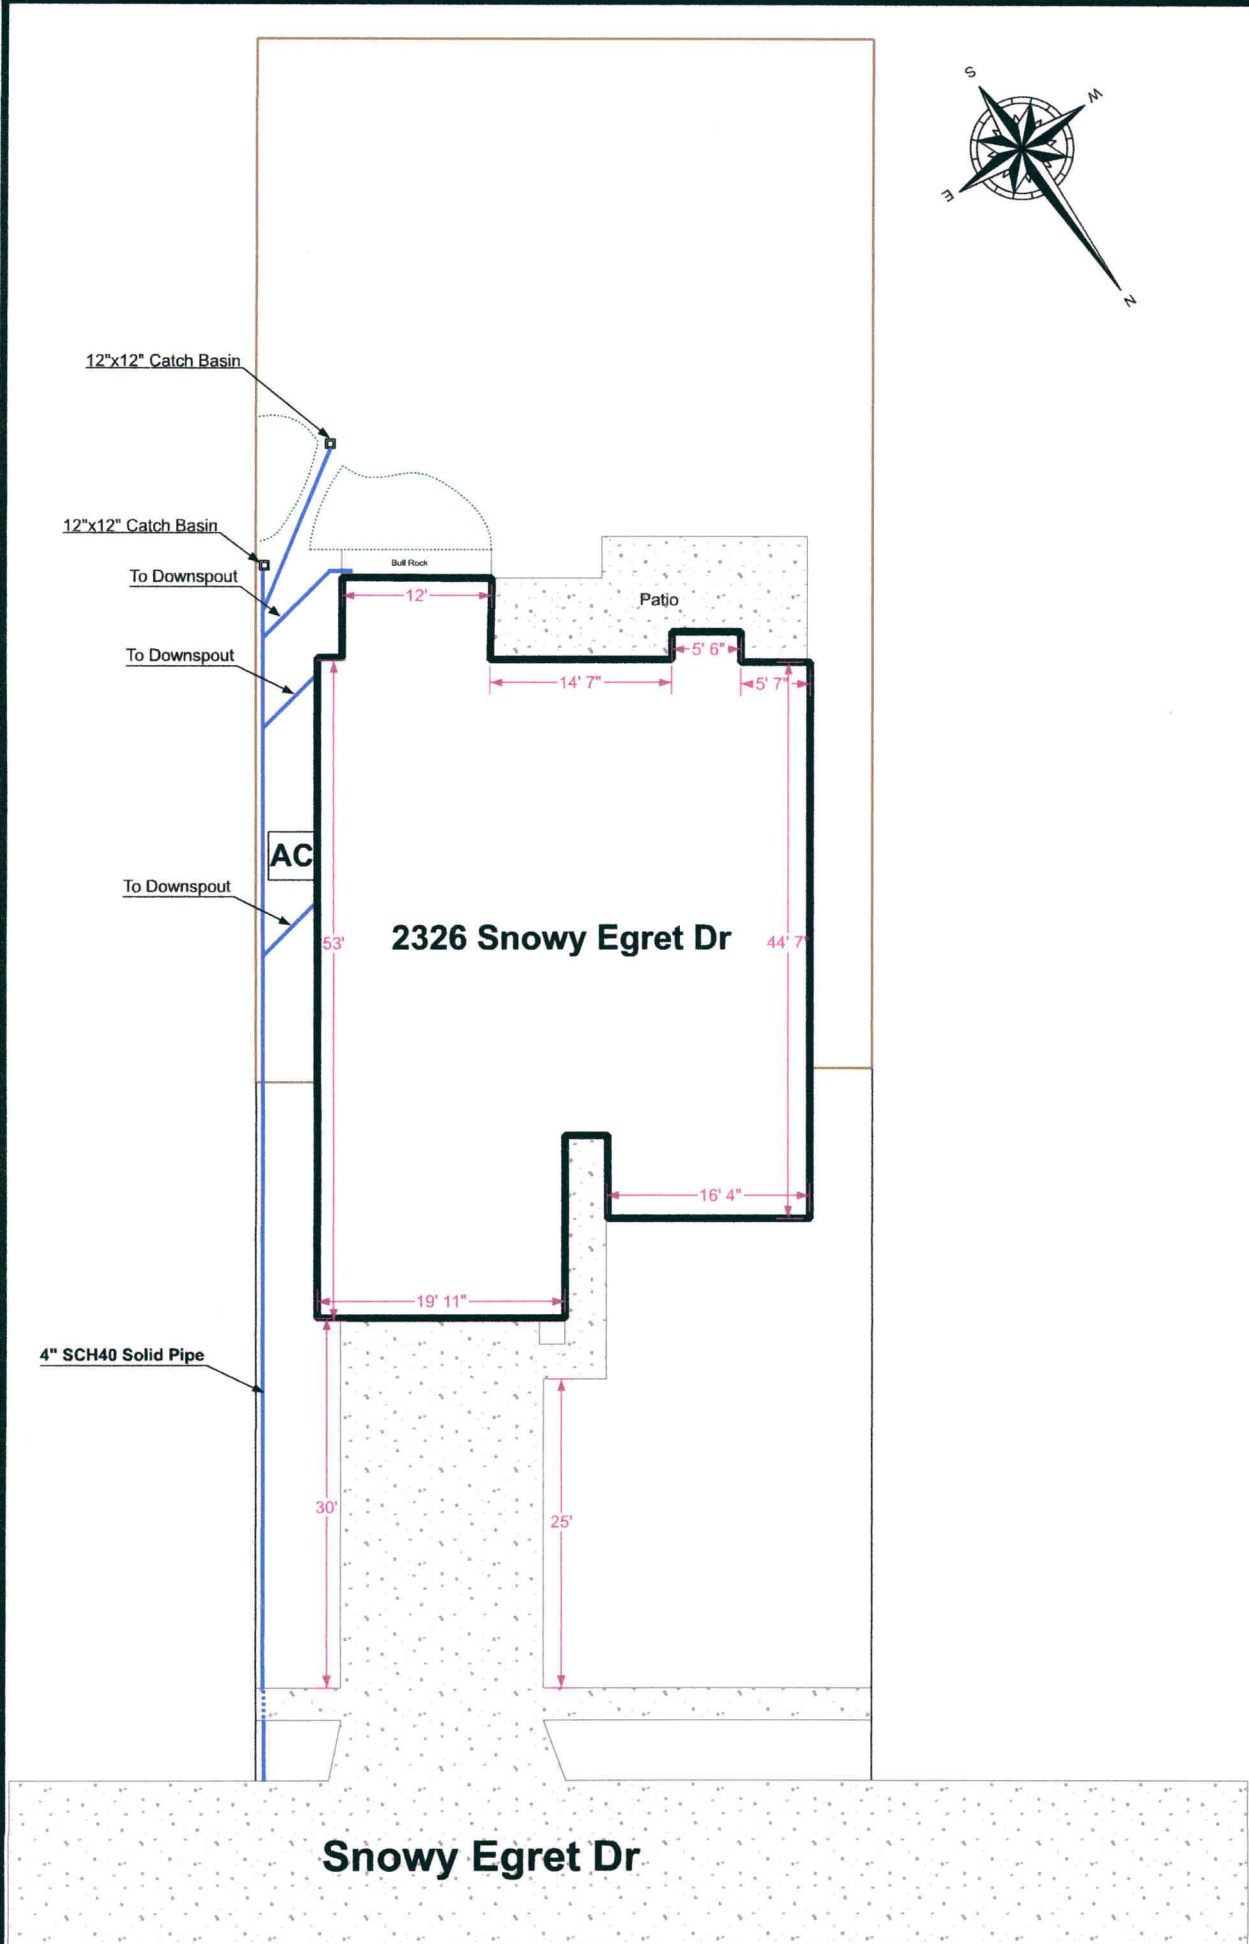 S
W
E
N
12"x12" Catch Basin
12"x12" Catch Basin
To Downspout
Bull Rock
12'
Patio
To Downspout
5' 6"
14' 7"
5' 7"
AC
To Downspout
53'
2326 Snowy Egret Dr
44' 7"
16' 4"
19' 11"
4" SCH40 Solid Pipe
30'
25'
Snowy Egret Dr